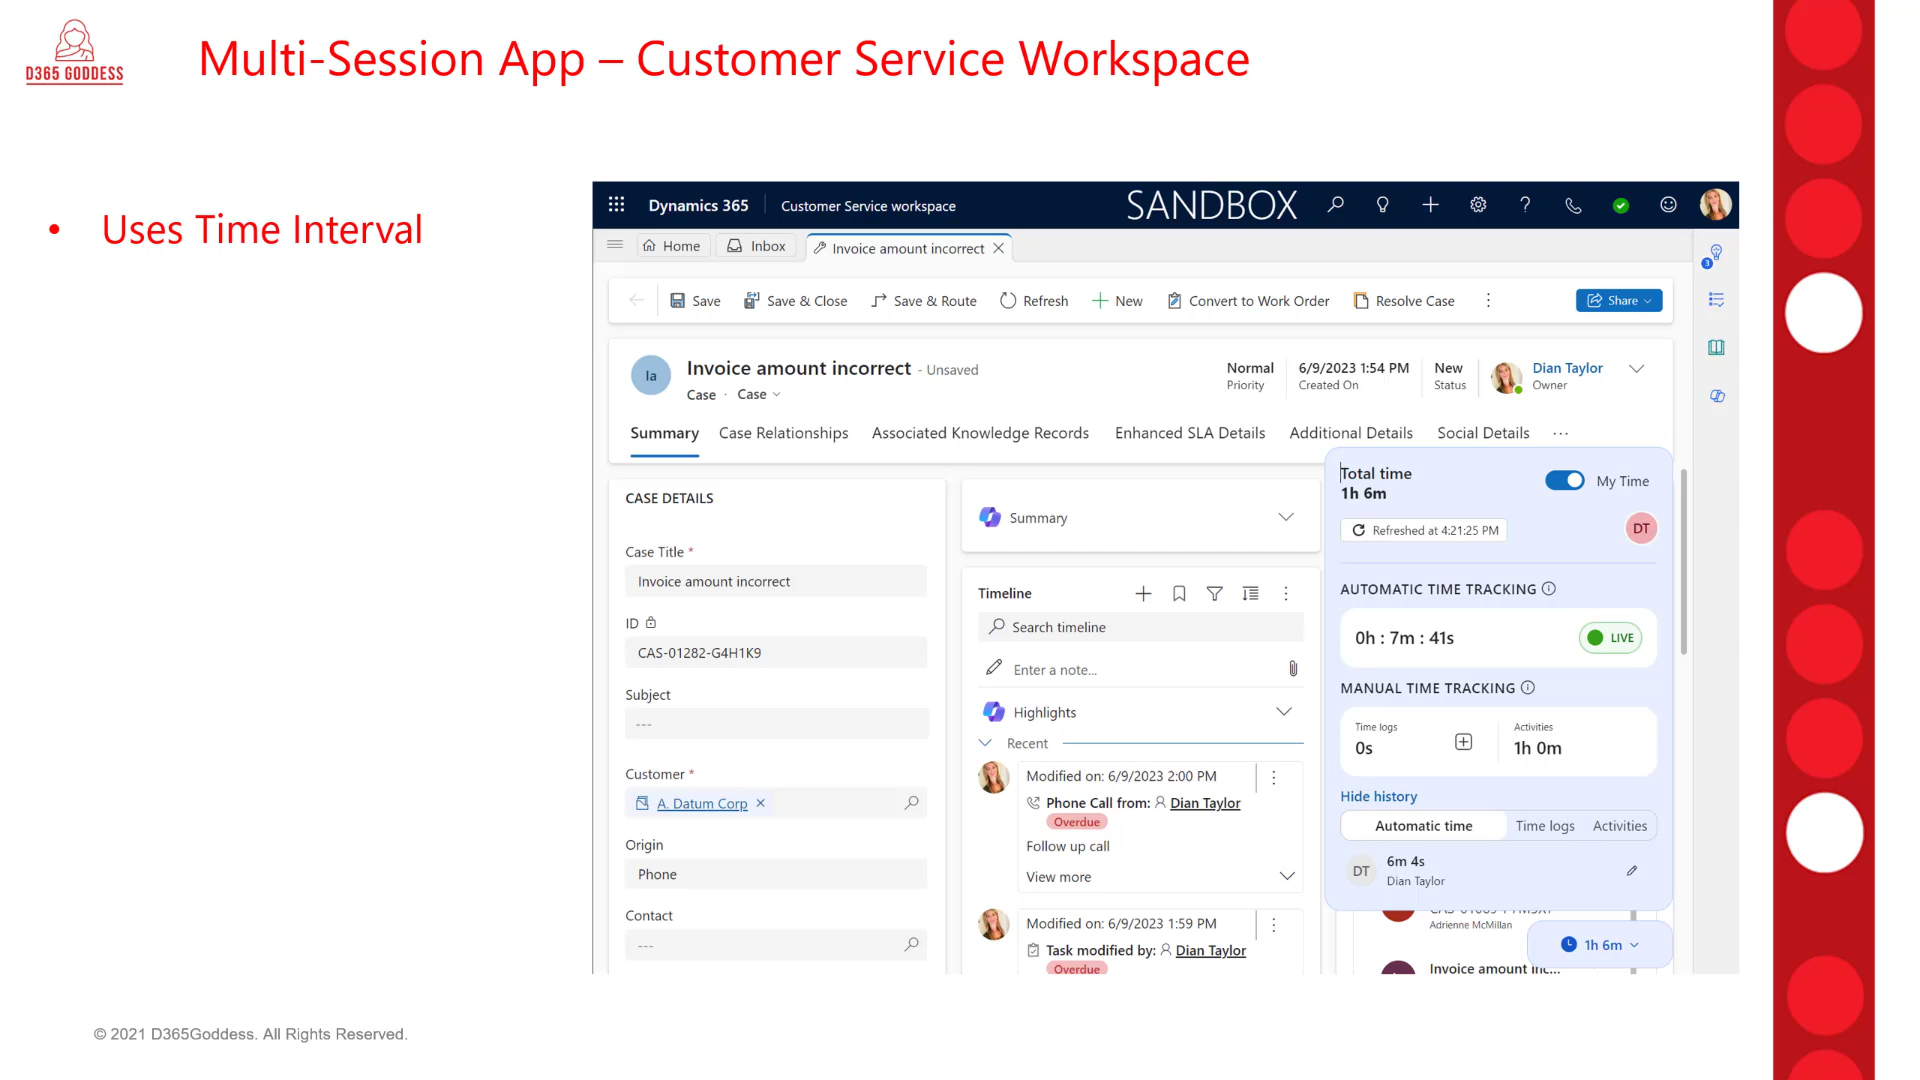 D365 GODDESS
Multi-Session App – Customer Service Workspace
• Uses Time Interval
Dynamics 365
Customer Service workspace
SANDBOX
Home
Inbox
Invoice amount incorrect
3
Save
Save & Close
Save & Route
Refresh
New
Convert to Work Order
Resolve Case
Share
Ia
Invoice amount incorrect - Unsaved
Case · Case
Normal
Priority
6/9/2023 1:54 PM
Created On
New
Status
Dian Taylor
Owner
Summary
Case Relationships
Associated Knowledge Records
Enhanced SLA Details
Additional Details
Social Details
CASE DETAILS
Case Title *
Invoice amount incorrect
ID
CAS-01282-G4H1K9
Subject
---
Customer *
A. Datum Corp
Origin
Phone
Contact
---
Summary
Timeline
Search timeline
Enter a note...
Highlights
Recent
Modified on: 6/9/2023 2:00 PM
Phone Call from: Dian Taylor
Overdue
Follow up call
View more
Modified on: 6/9/2023 1:59 PM
Task modified by: Dian Taylor
Overdue
Total time
1h 6m
My Time
Refreshed at 4:21:25 PM
DT
AUTOMATIC TIME TRACKING
0h : 7m : 41s
LIVE
MANUAL TIME TRACKING
Time logs
0s
Activities
1h 0m
Hide history
Automatic time
Time logs
Activities
DT
6m 4s
Dian Taylor
Adrienne McMillan
1h 6m
Invoice amount inc...
© 2021 D365Goddess. All Rights Reserved.